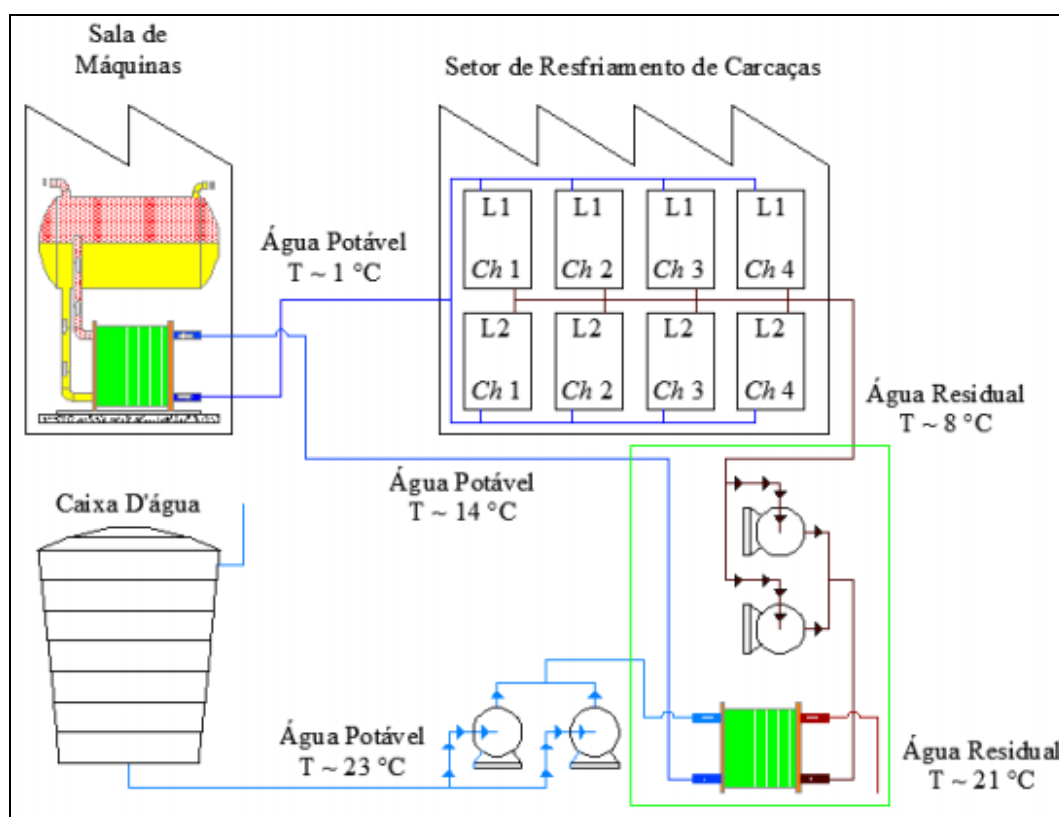 Sala de
Máquinas
Setor de Resfriamento de Carcaças
Água Potável
T ~ 1 °C
L1
L1
L1
L1
Ch 1
Ch 2
Ch 3
Ch 4
L2
L2
L2
L2
Ch 1
Ch 2
Ch 3
Ch 4
Água Residual
T ~ 8 °C
Água Potável
T ~ 14 °C
Caixa D'água
Água Potável
T ~ 23 °C
Água Residual
T ~ 21 °C